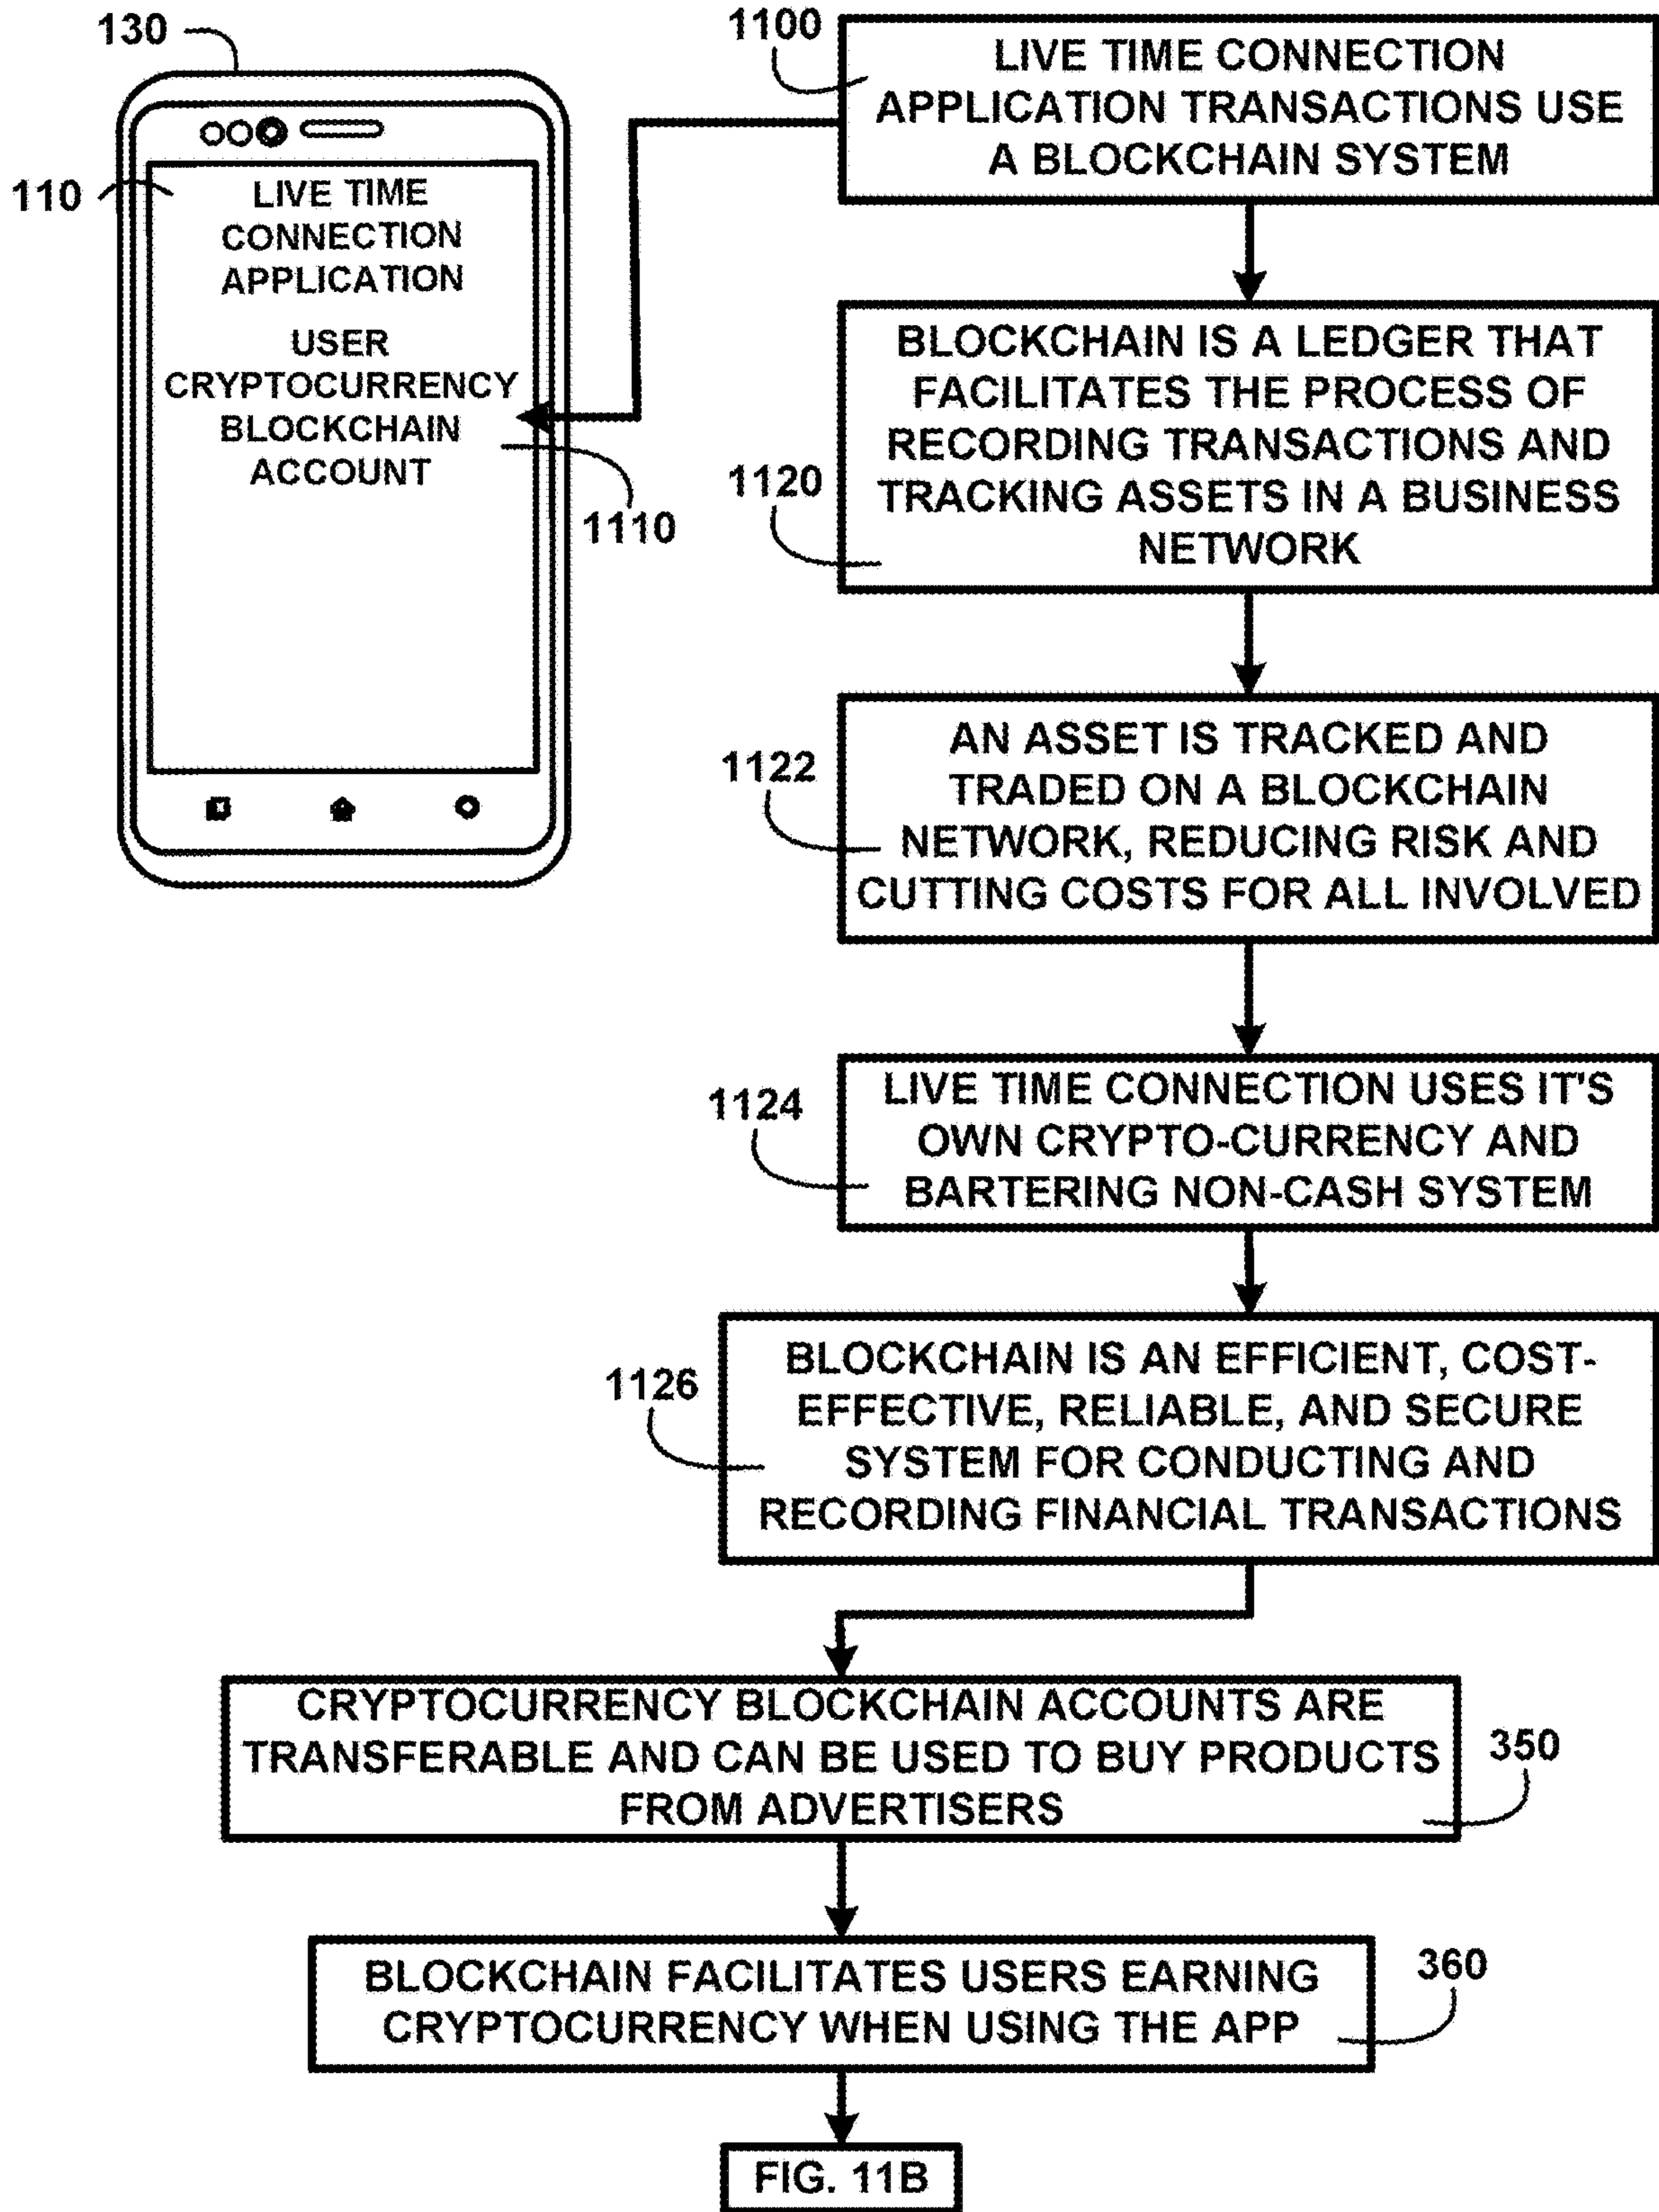 130
110
LIVE TIME
CONNECTION
APPLICATION
USER
CRYPTOCURRENCY
BLOCKCHAIN
ACCOUNT
1110
1100
LIVE TIME CONNECTION
APPLICATION TRANSACTIONS USE
A BLOCKCHAIN SYSTEM
1120
BLOCKCHAIN IS A LEDGER THAT
FACILITATES THE PROCESS OF
RECORDING TRANSACTIONS AND
TRACKING ASSETS IN A BUSINESS
NETWORK
1122
AN ASSET IS TRACKED AND
TRADED ON A BLOCKCHAIN
NETWORK, REDUCING RISK AND
CUTTING COSTS FOR ALL INVOLVED
1124
LIVE TIME CONNECTION USES IT'S
OWN CRYPTO-CURRENCY AND
BARTERING NON-CASH SYSTEM
1126
BLOCKCHAIN IS AN EFFICIENT, COST-
EFFECTIVE, RELIABLE, AND SECURE
SYSTEM FOR CONDUCTING AND
RECORDING FINANCIAL TRANSACTIONS
CRYPTOCURRENCY BLOCKCHAIN ACCOUNTS ARE
TRANSFERABLE AND CAN BE USED TO BUY PRODUCTS
FROM ADVERTISERS
350
BLOCKCHAIN FACILITATES USERS EARNING
CRYPTOCURRENCY WHEN USING THE APP
360
FIG. 11B